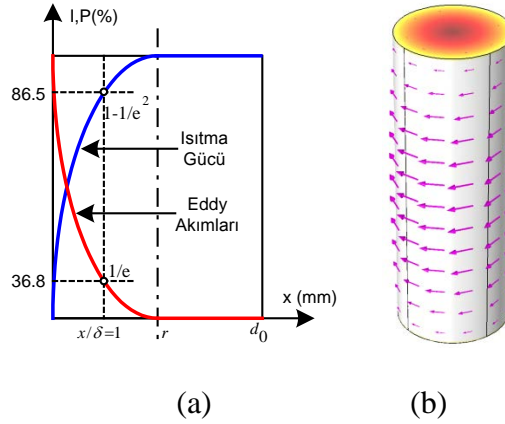 I,P(%)
86.5
1-1/e²
Isıtma
Gücü
Eddy
Akımları
36.8
1/e
x (mm)
x/δ=1
r
d₀
(a)
(b)